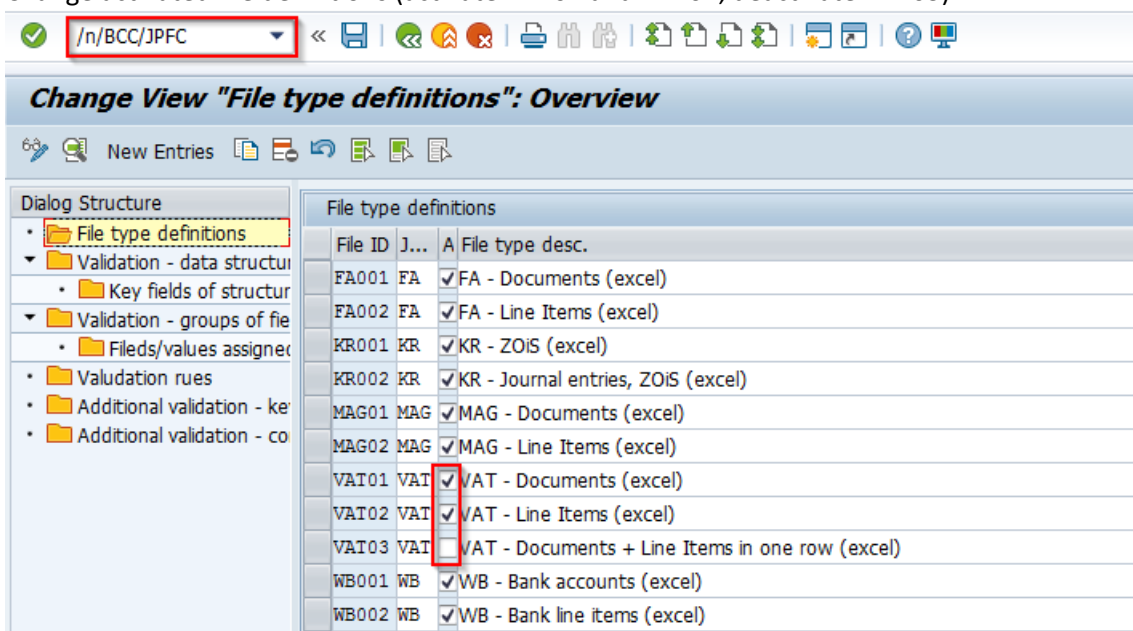 /n/BCC/JPFC
Change View "File type definitions": Overview
New Entries
Dialog Structure
File type definitions
Validation - data structur
Key fields of structur
Validation - groups of fie
Fileds/values assigned
Valudation rues
Additional validation - key
Additional validation - co
File type definitions
File ID J... A File type desc.
FA001 FA FA - Documents (excel)
FA002 FA FA - Line Items (excel)
KR001 KR KR - ZOiS (excel)
KR002 KR KR - Journal entries, ZOiS (excel)
MAG01 MAG MAG - Documents (excel)
MAG02 MAG MAG - Line Items (excel)
VAT01 VAT VAT - Documents (excel)
VAT02 VAT VAT - Line Items (excel)
VAT03 VAT VAT - Documents + Line Items in one row (excel)
WB001 WB WB - Bank accounts (excel)
WB002 WB WB - Bank line items (excel)